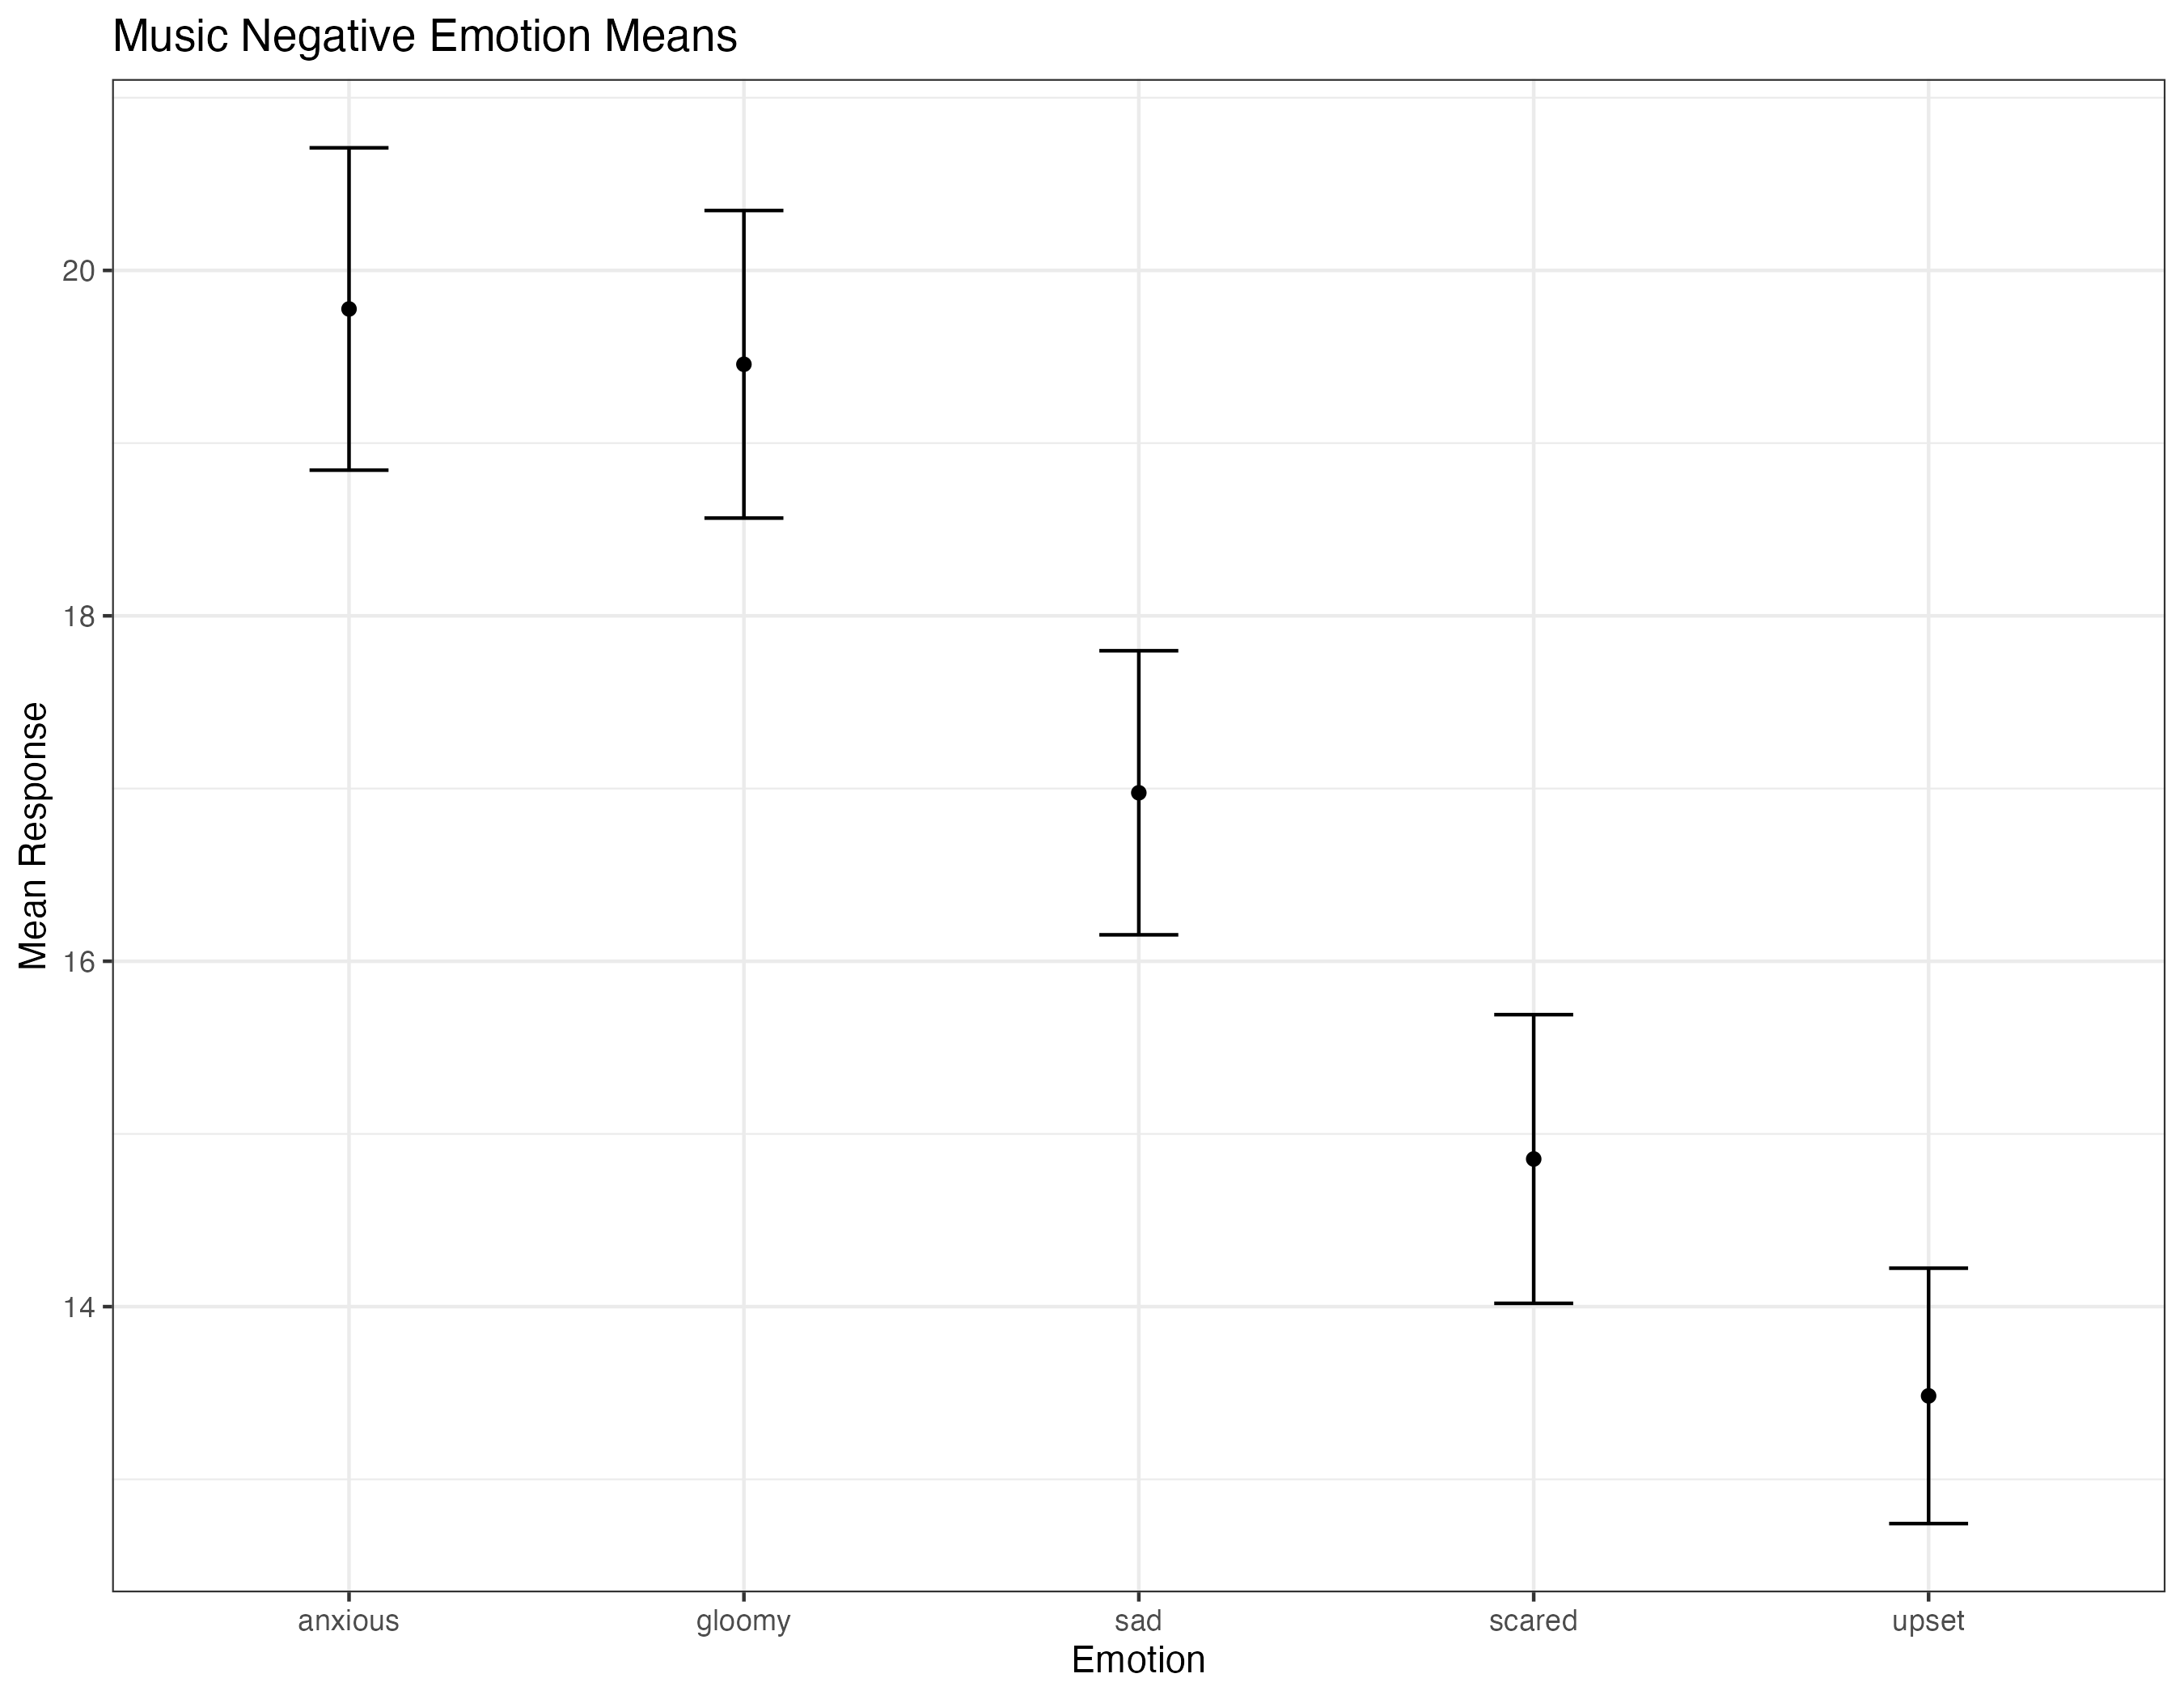 Music Negative Emotion Means
Mean Response
20
18
16
14
anxious gloomy sad scared upset
Emotion